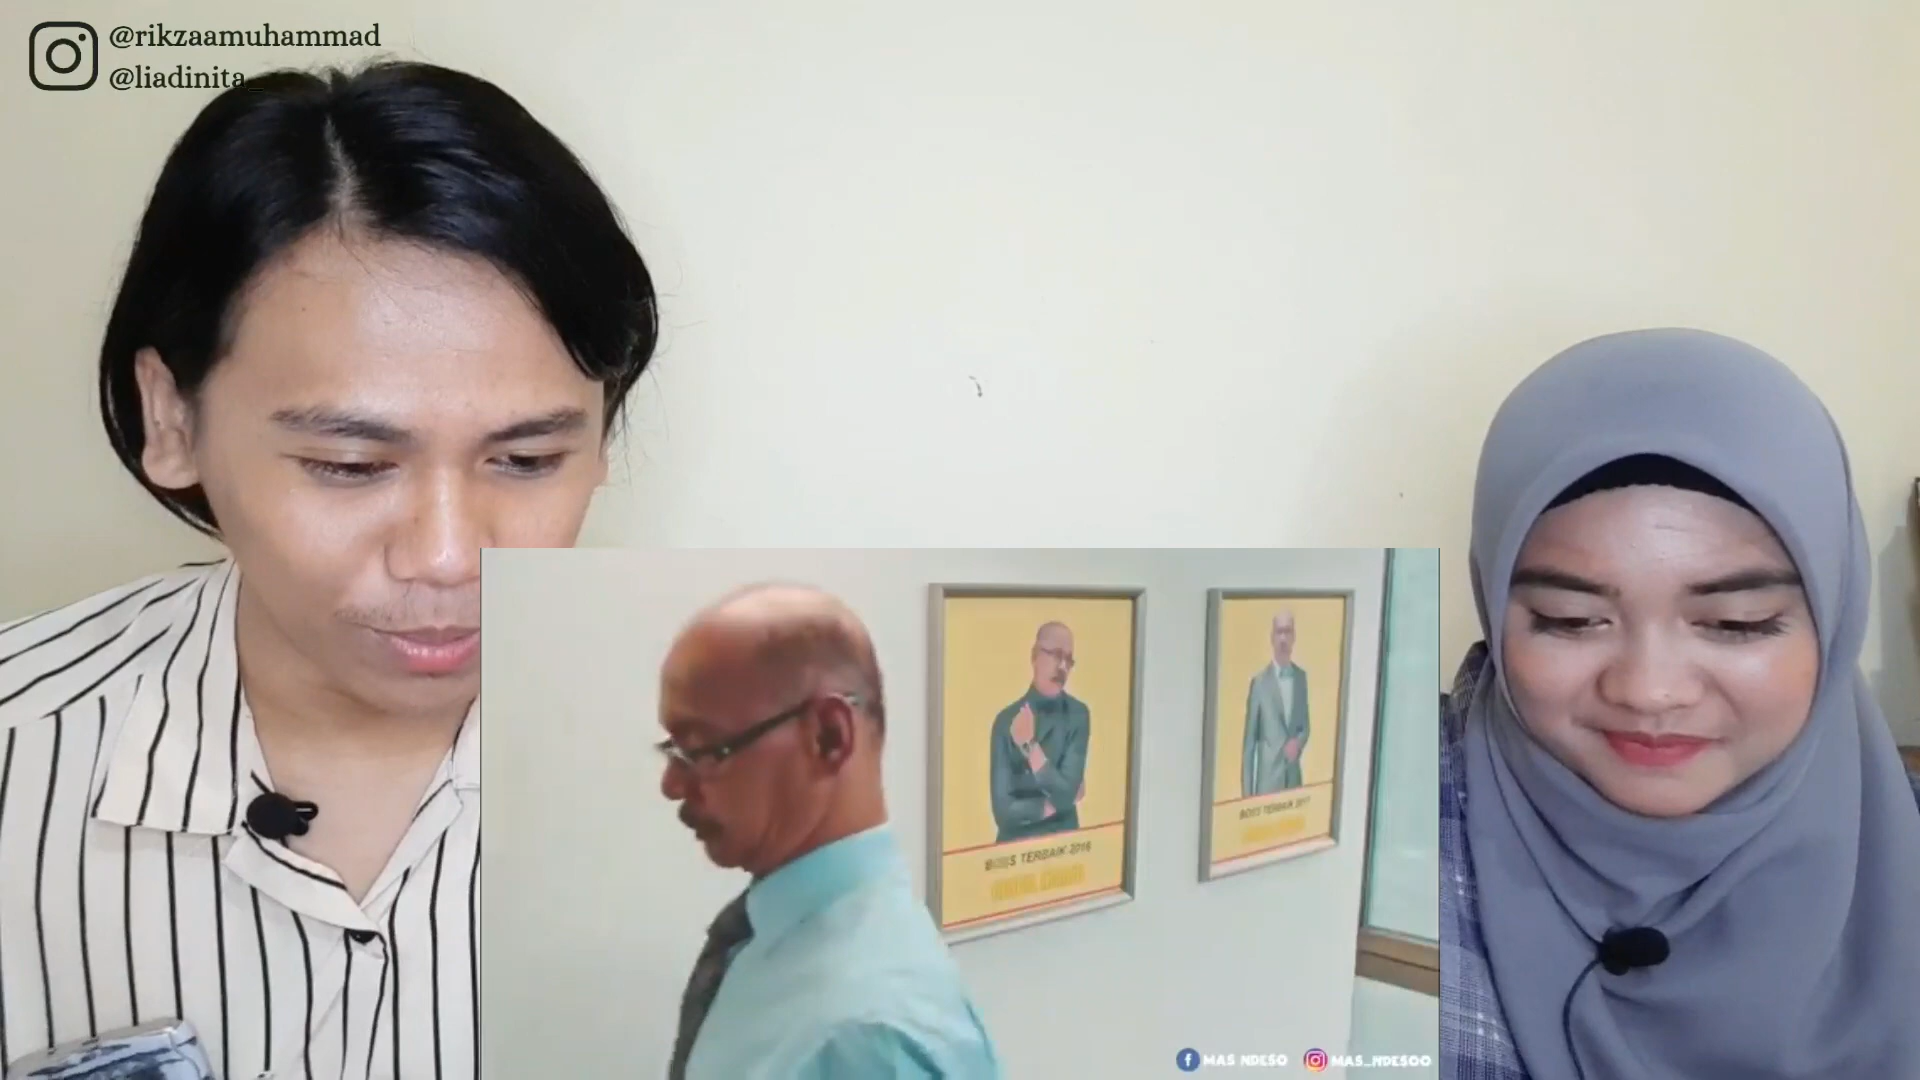 @rikzaamuhammad
@liadinita_
BOSS TERBAIK 2016
BOSS TERBAIK 2017
MAS NDESO
MAS_NDESOO